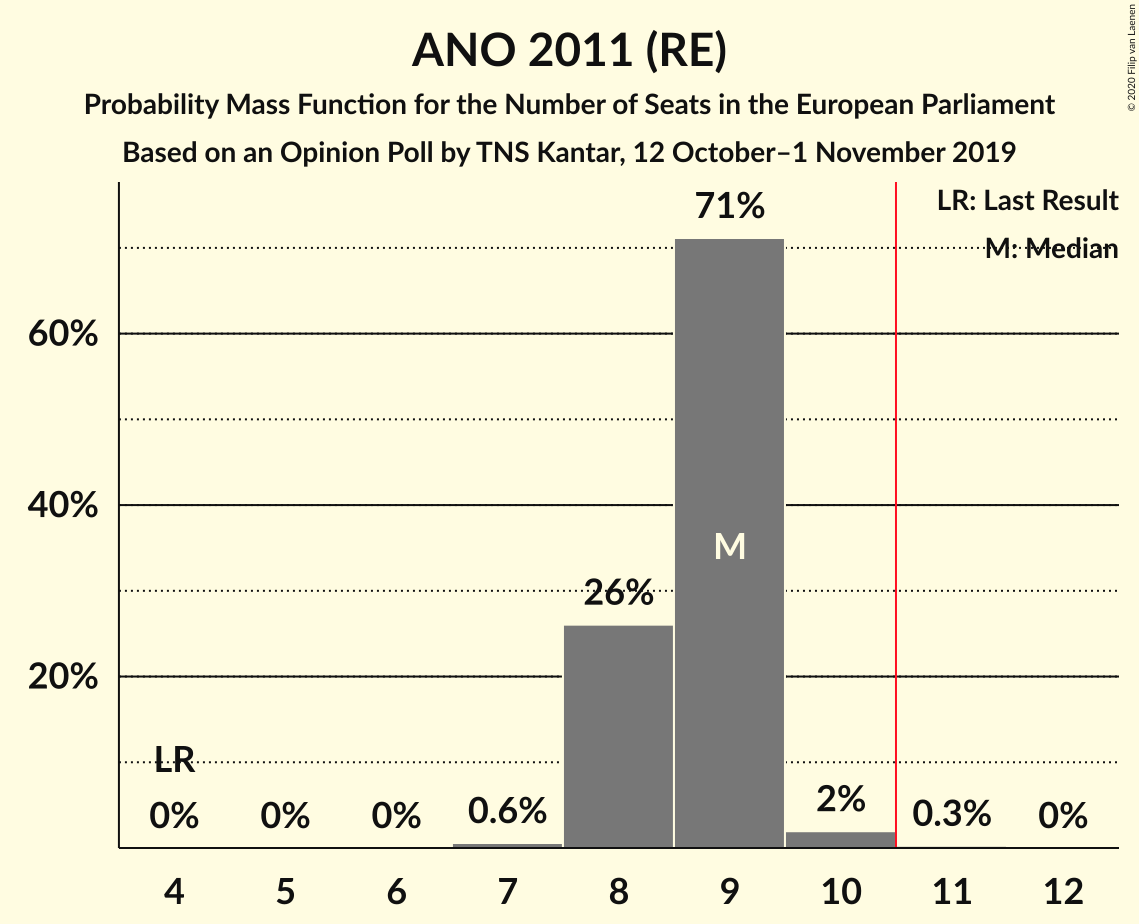 ANO 2011 (RE)
Probability Mass Function for the Number of Seats in the European Parliament
Based on an Opinion Poll by TNS Kantar, 12 October–1 November 2019
© 2020 Filip van Laenen
LR: Last Result
M: Median
71%
60%
40%
M
26%
20%
LR
0% 0% 0% 0.6% 2% 0.3% 0%
4 5 6 7 8 9 10 11 12